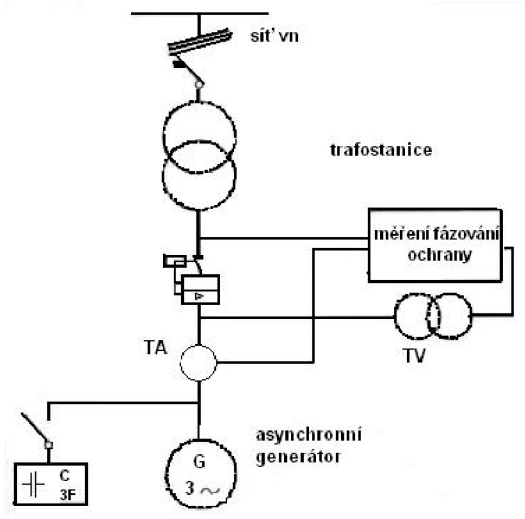 síť vn
trafostanice
měření fázování
ochrany
TA
TV
asynchronní
generátor
G
3 ~
C
3F